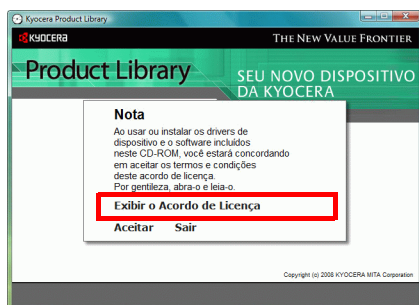 Kyocera Product Library
KYOCERA
THE NEW VALUE FRONTIER
Product Library
SEU NOVO DISPOSITIVO
DA KYOCERA
Nota
Ao usar ou instalar os drivers de
dispositivo e o software incluídos
neste CD-ROM, você estará concordando
em aceitar os termos e condições
deste acordo de licença.
Por gentileza, abra-o e leia-o.
Exibir o Acordo de Licença
Aceitar Sair
Copyright (c) 2008 KYOCERA MITA Corporation